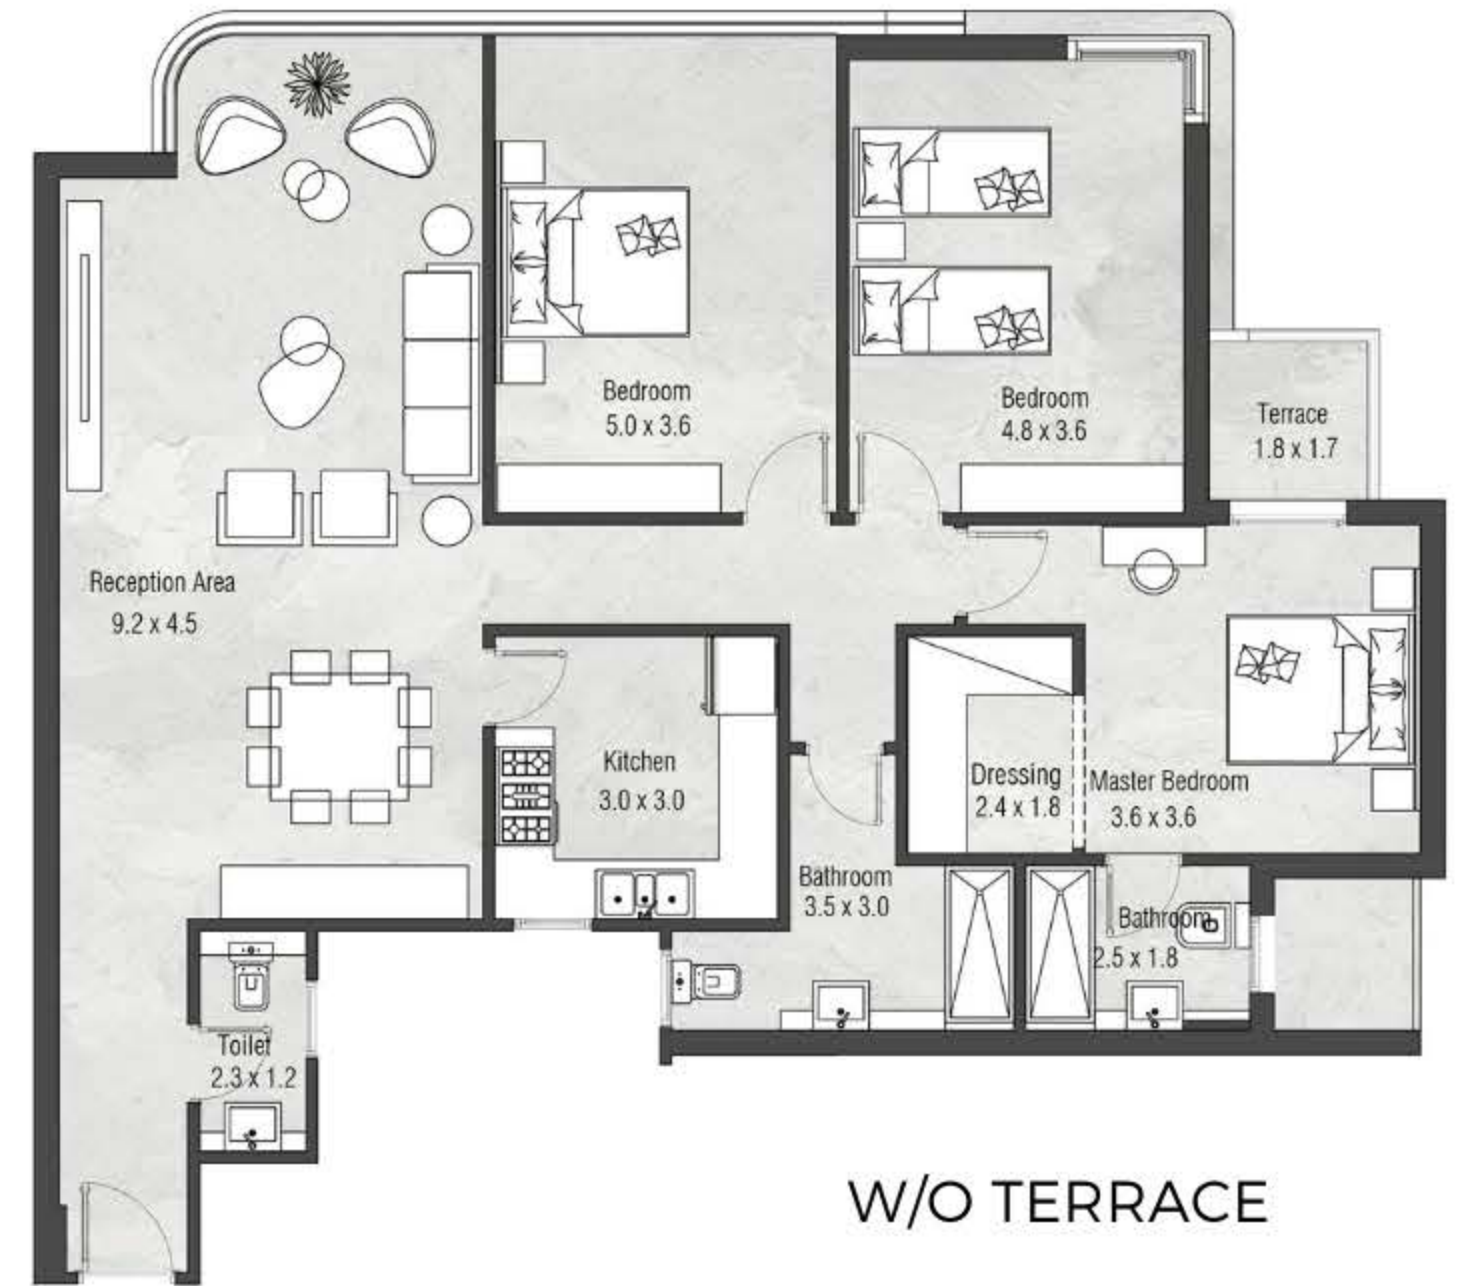 Bedroom
5.0 x 3.6
Bedroom
4.8 x 3.6
Terrace
1.8 x 1.7
Reception Area
9.2 x 4.5
Kitchen
3.0 x 3.0
Dressing
2.4 x 1.8
Master Bedroom
3.6 x 3.6
Bathroom
3.5 x 3.0
Bathroom
2.5 x 1.8
Toilet
2.3 x 1.2
W/O TERRACE